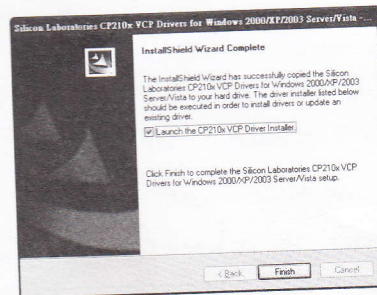 Silicon Laboratories CP210x VCP Drivers for Windows 2000/XP/2003 Server/Vista -...
InstallShield Wizard Complete
The InstallShield Wizard has successfully copied the Silicon
Laboratories CP210x VCP Drivers for Windows 2000/XP/2003
Server/Vista to your hard drive. The driver installer listed below
should be executed in order to install drivers or update an
existing driver.
Launch the CP210x VCP Driver Installer.
Click Finish to complete the Silicon Laboratories CP210x VCP
Drivers for Windows 2000/XP/2003 Server/Vista setup.
< Back Finish Cancel